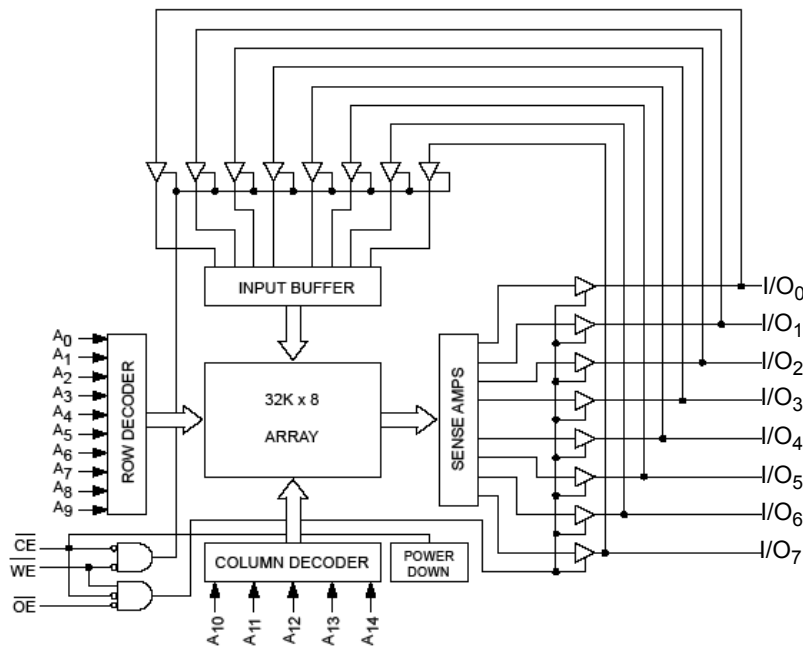 INPUT BUFFER
I/O0
I/O1
I/O2
I/O3
I/O4
I/O5
I/O6
I/O7
A0
A1
A2
A3
A4
A5
A6
A7
A8
A9
ROW DECODER
32K x 8
ARRAY
SENSE AMPS
CE
WE
OE
COLUMN DECODER
POWER
DOWN
A10
A11
A12
A13
A14